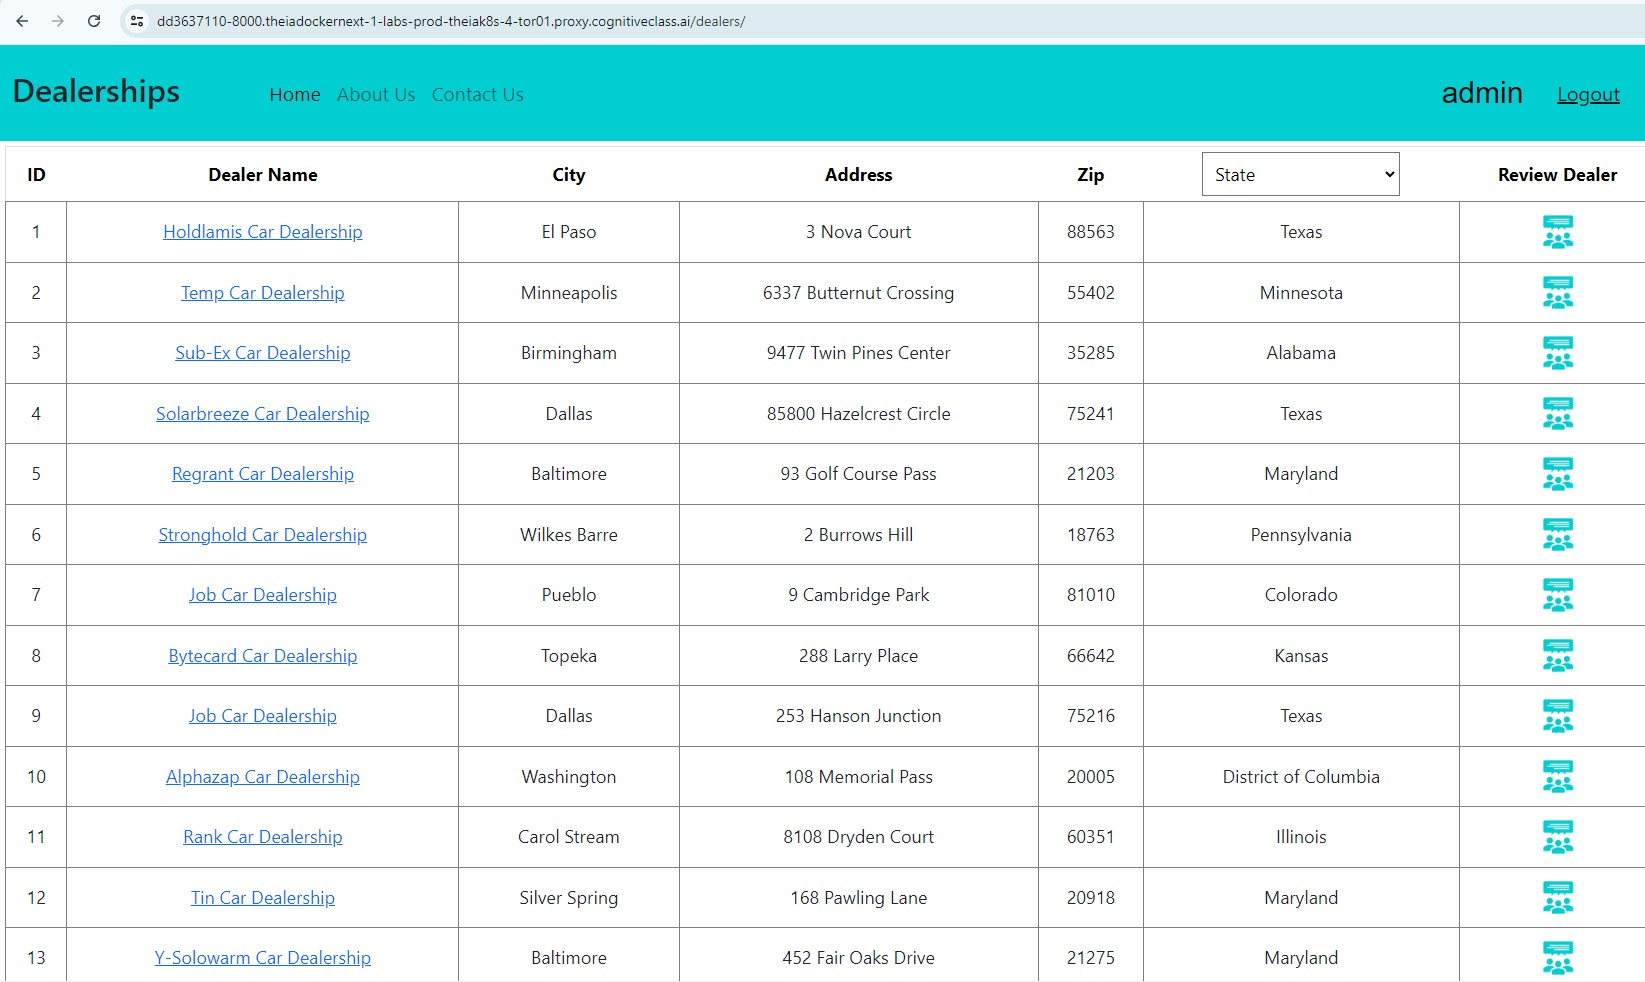 dd3637110-8000.theiadockernext-1-labs-prod-theiak8s-4-tor01.proxy.cognitiveclass.ai/dealers/
Dealerships Home About Us Contact Us admin Logout
ID Dealer Name City Address Zip State Review Dealer
1 Holdlamis Car Dealership El Paso 3 Nova Court 88563 Texas
2 Temp Car Dealership Minneapolis 6337 Butternut Crossing 55402 Minnesota
3 Sub-Ex Car Dealership Birmingham 9477 Twin Pines Center 35285 Alabama
4 Solarbreeze Car Dealership Dallas 85800 Hazelcrest Circle 75241 Texas
5 Regrant Car Dealership Baltimore 93 Golf Course Pass 21203 Maryland
6 Stronghold Car Dealership Wilkes Barre 2 Burrows Hill 18763 Pennsylvania
7 Job Car Dealership Pueblo 9 Cambridge Park 81010 Colorado
8 Bytecard Car Dealership Topeka 288 Larry Place 66642 Kansas
9 Job Car Dealership Dallas 253 Hanson Junction 75216 Texas
10 Alphazap Car Dealership Washington 108 Memorial Pass 20005 District of Columbia
11 Rank Car Dealership Carol Stream 8108 Dryden Court 60351 Illinois
12 Tin Car Dealership Silver Spring 168 Pawling Lane 20918 Maryland
13 Y-Solowarm Car Dealership Baltimore 452 Fair Oaks Drive 21275 Maryland